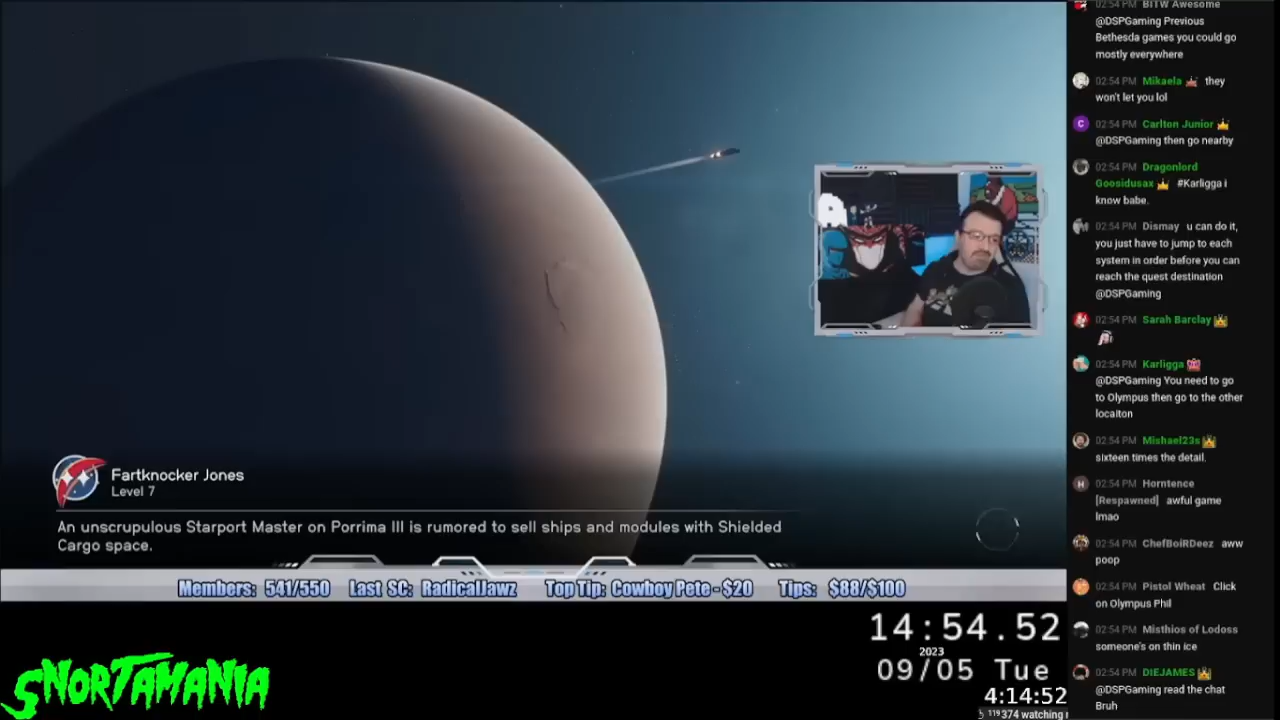 Fartknocker Jones
Level 7
An unscrupulous Starport Master on Porrima III is rumored to sell ships and modules with Shielded
Cargo space.
Members: 541/550 Last SC: RadicalJawz Top Tip: Cowboy Pete - $20 Tips: $88/$100
SNORTAMANIA
14:54.52
2023
09/05 Tue
4:14:52
374 watching
02:54 PM BITW Awesome
@DSPGaming Previous
Bethesda games you could go
mostly everywhere
02:54 PM Mikaela they
won't let you lol
C 02:54 PM Carlton Junior
@DSPGaming then go nearby
02:54 PM Dragonlord
Goosidusax #Karligga i
know babe.
02:54 PM Dismay u can do it,
you just have to jump to each
system in order before you can
reach the quest destination
@DSPGaming
02:54 PM Sarah Barclay
02:54 PM Karligga
@DSPGaming You need to go
to Olympus then go to the other
locaiton
02:54 PM Mishael23s
sixteen times the detail.
H 02:54 PM Horntence
[Respawned] awful game
lmao
02:54 PM ChefBoiRDeez aww
poop
02:54 PM Pistol Wheat Click
on Olympus Phil
02:54 PM Misthios of Lodoss
someone's on thin ice
02:54 PM DIEJAMES
@DSPGaming read the chat
Bruh